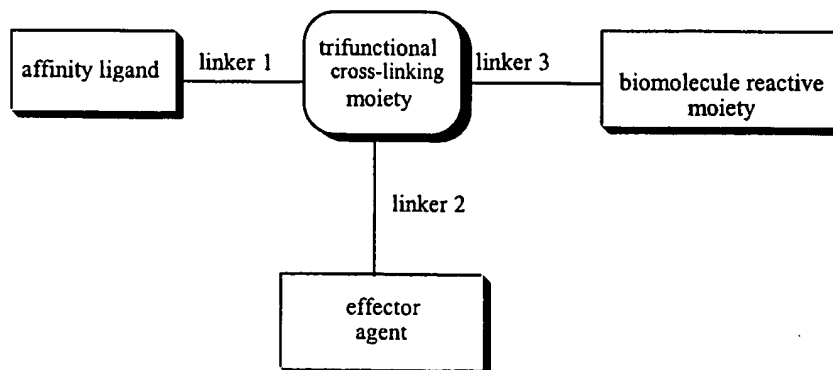 affinity ligand
linker 1
trifunctional
cross-linking
moiety
linker 3
biomolecule reactive
moiety
linker 2
effector
agent